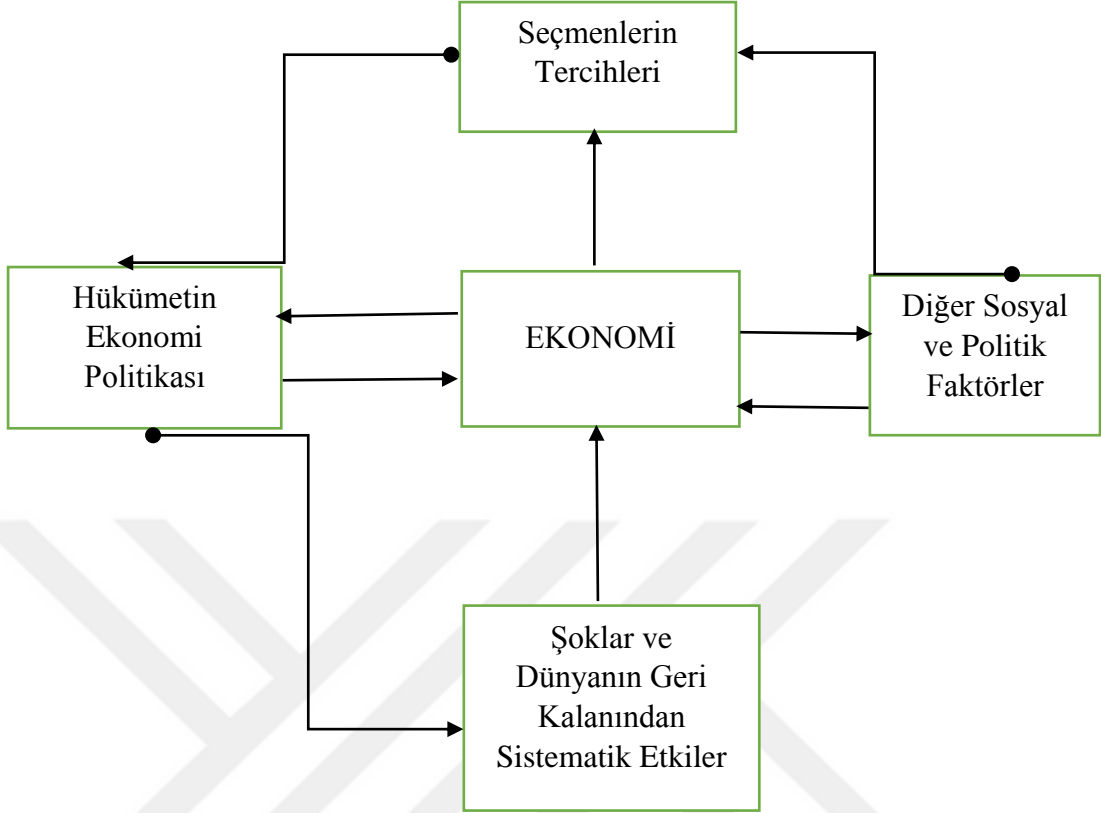 Seçmenlerin
Tercihleri
Hükümetin
Ekonomi
Politikası
EKONOMİ
Diğer Sosyal
ve Politik
Faktörler
Şoklar ve
Dünyanın Geri
Kalanından
Sistematik Etkiler